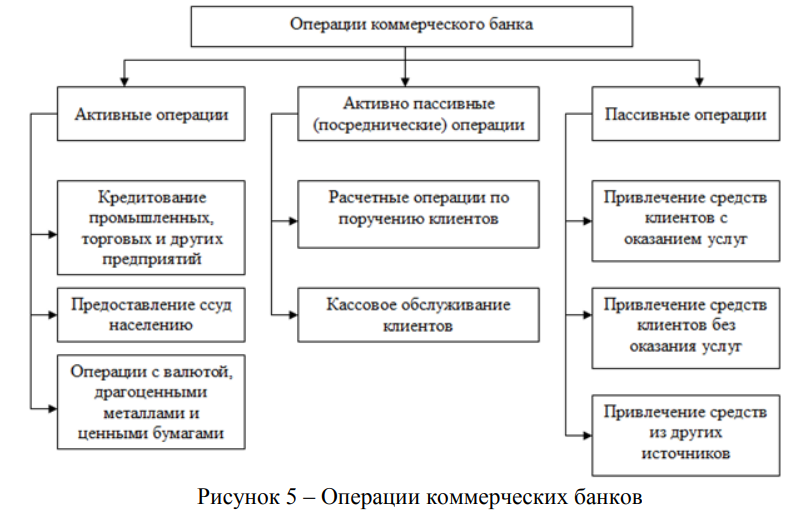 Операции коммерческого банка
Активные операции
Активно пассивные
(посреднические) операции
Пассивные операции
Кредитование
промышленных,
торговых и других
предприятий
Расчетные операции по
поручению клиентов
Привлечение средств
клиентов с
оказанием услуг
Предоставление ссуд
населению
Кассовое обслуживание
клиентов
Привлечение средств
клиентов без
оказания услуг
Операции с валютой,
драгоценными
металлами и
ценными бумагами
Привлечение средств
из других
источников
Рисунок 5 – Операции коммерческих банков